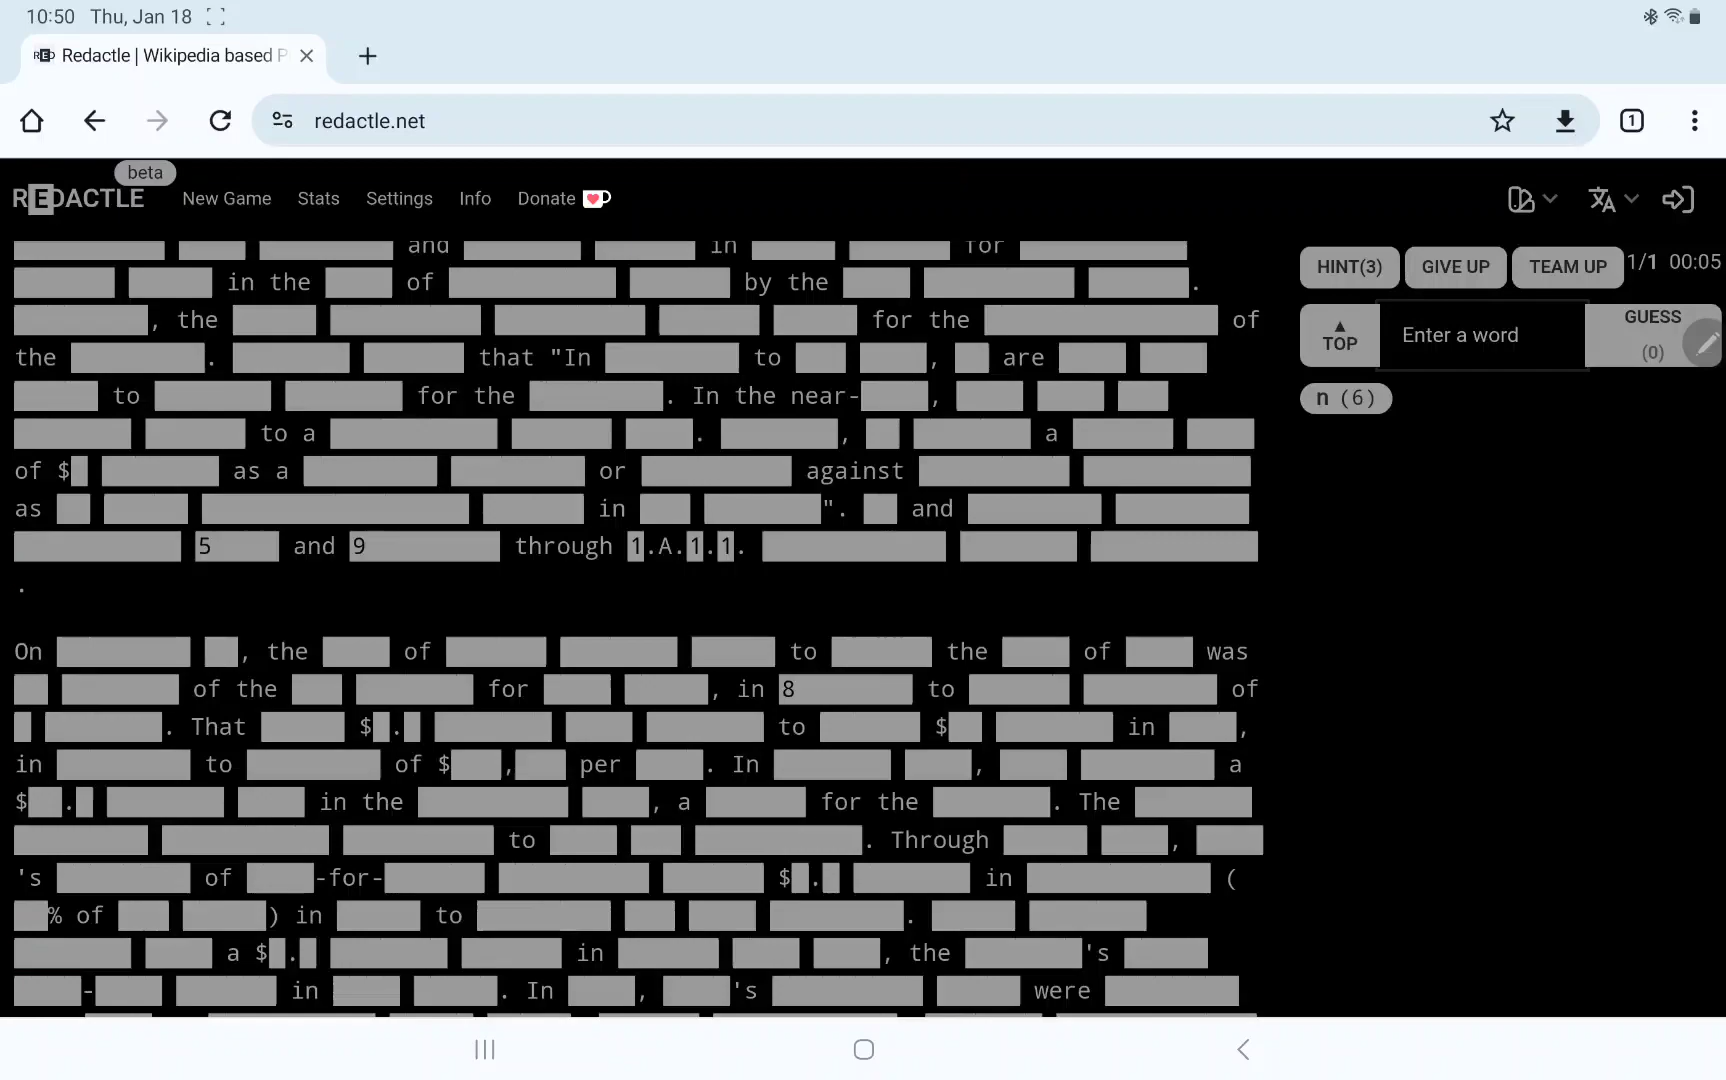 10:50 Thu, Jan 18
RED Redactle | Wikipedia based P
redactle.net
1
beta
REDACTLE New Game Stats Settings Info Donate
and in for
in the of by the .
, the for the of
the . that "In to , are
to for the . In the near- ,
to a . , a
of $ as a or against
as in ". and
5 and 9 through 1.A.1.1.
.
On , the of to the of was
of the for , in 8 to of
. That $ . to $ in ,
in to of $ , per . In , a
$ . in the , a for the . The
to . Through ,
's of -for- $ . in (
% of ) in to .
a $ . in , the 's
- in . In , 's were
HINT(3) GIVE UP TEAM UP 1/1 00:05
▲ TOP Enter a word GUESS (0)
n (6)